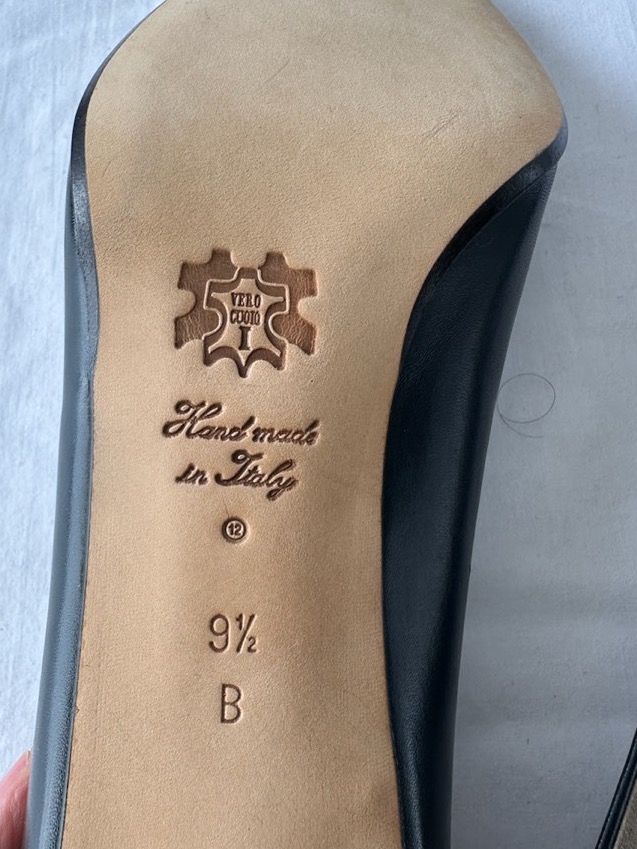 VERO
CUOIO
I
Hand made
in Italy
12
9½
B